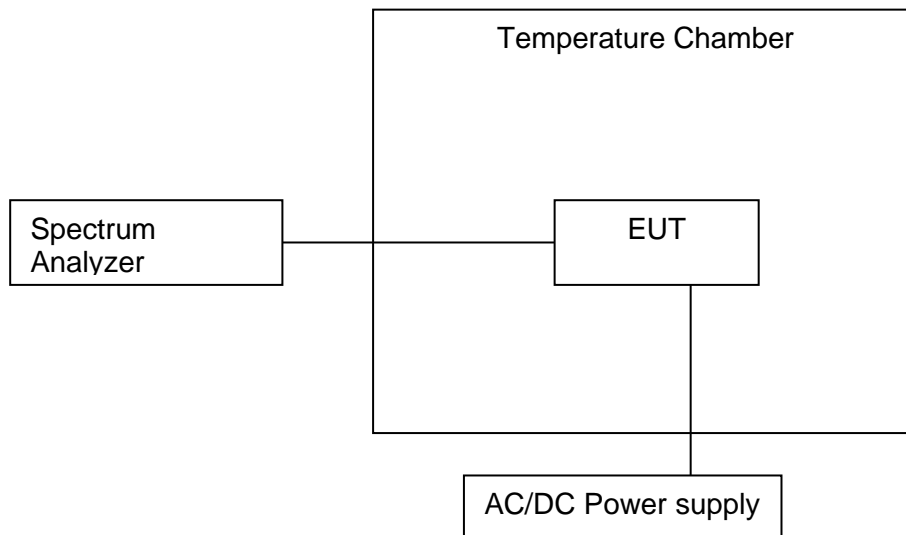 Temperature Chamber
Spectrum
Analyzer
EUT
AC/DC Power supply